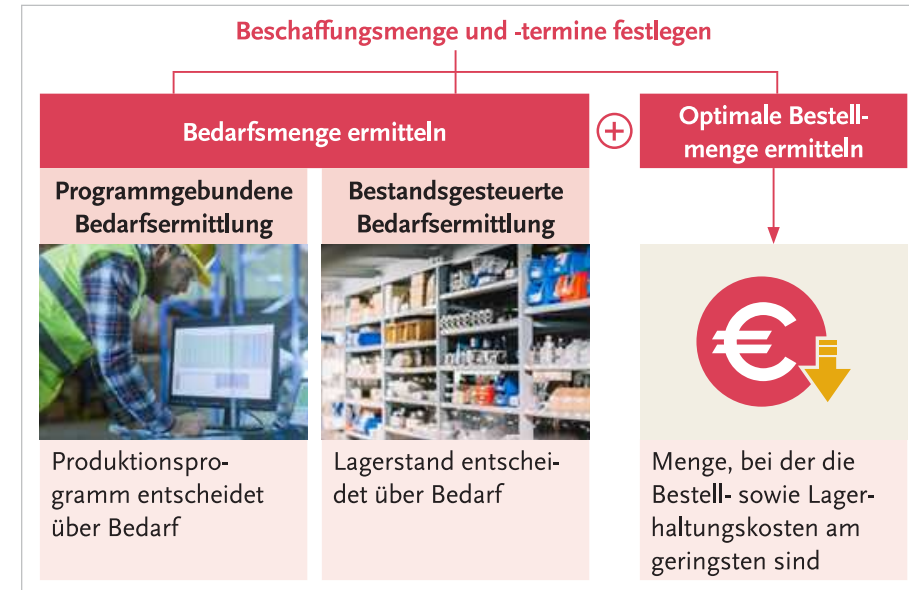 Beschaffungsmenge und -termine festlegen
Bedarfsmenge ermitteln
Optimale Bestell-
menge ermitteln
Programmgebundene
Bedarfsermittlung
Bestandsgesteuerte
Bedarfsermittlung
Produktionspro-
gramm entscheidet
über Bedarf
Lagerstand entschei-
det über Bedarf
Menge, bei der die
Bestell- sowie Lager-
haltungskosten am
geringsten sind